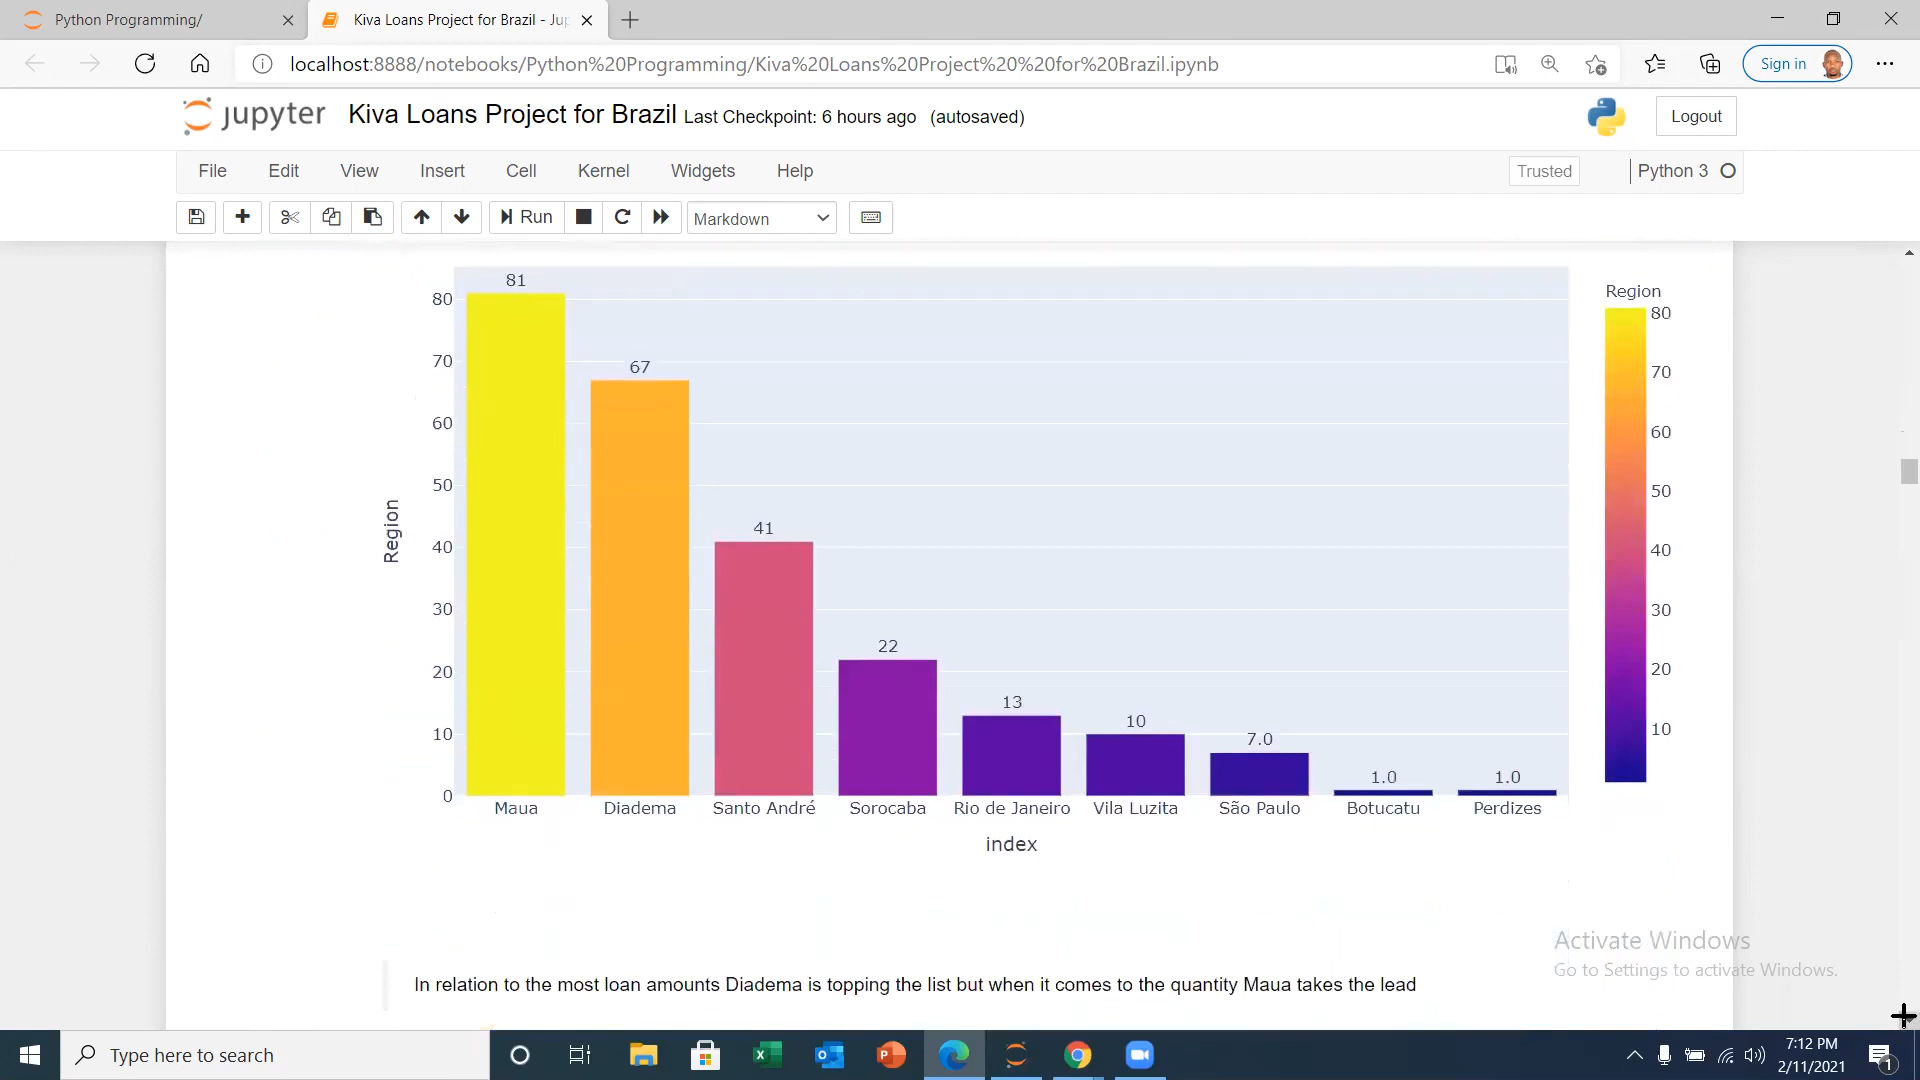 Python Programming/
Kiva Loans Project for Brazil - Jup
localhost:8888/notebooks/Python%20Programming/Kiva%20Loans%20Project%20%20for%20Brazil.ipynb
Sign in
jupyter Kiva Loans Project for Brazil Last Checkpoint: 6 hours ago (autosaved)
Logout
File Edit View Insert Cell Kernel Widgets Help
Trusted
Python 3
Run
Markdown
81
67
41
22
13
10
7.0
1.0
1.0
80
70
60
50
40
30
20
10
0
Region
Maua Diadema Santo André Sorocaba Rio de Janeiro Vila Luzita São Paulo Botucatu Perdizes
index
Region
80
70
60
50
40
30
20
10
In relation to the most loan amounts Diadema is topping the list but when it comes to the quantity Maua takes the lead
Activate Windows
Go to Settings to activate Windows.
Type here to search
7:12 PM
2/11/2021
1